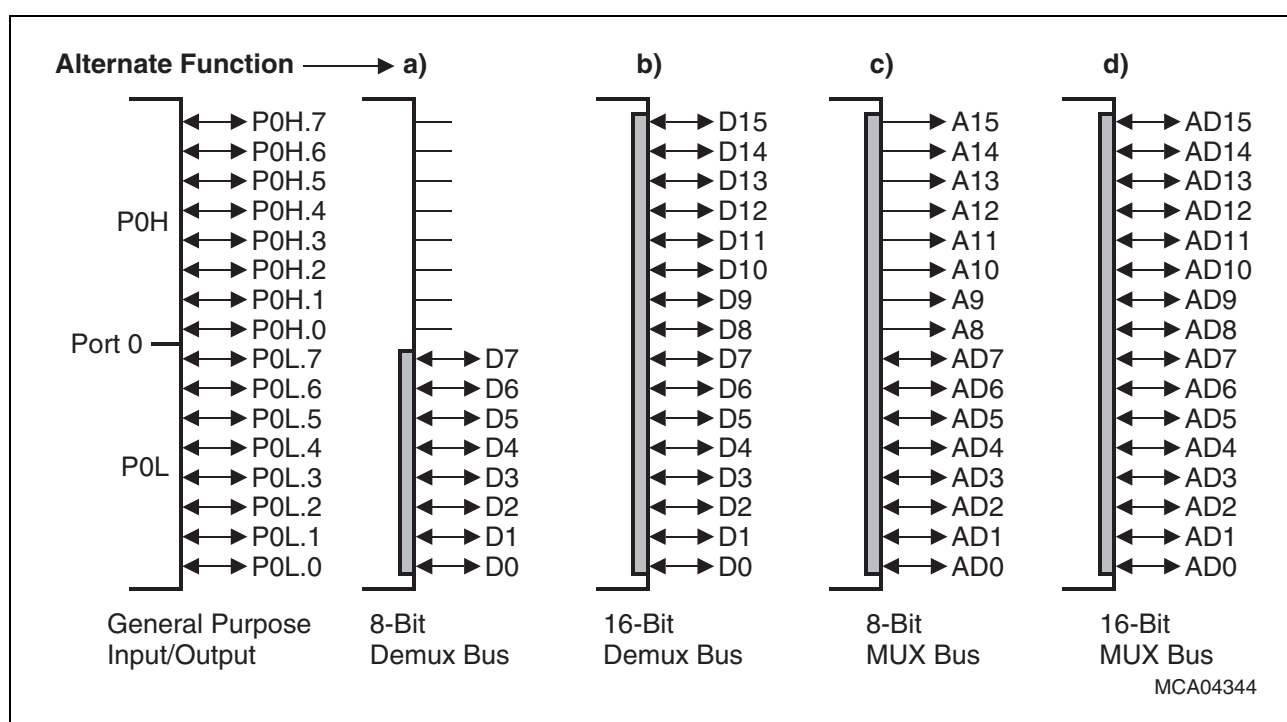 Alternate Function a) b) c) d)
P0H.7 D15 A15 AD15
P0H.6 D14 A14 AD14
P0H.5 D13 A13 AD13
P0H.4 D12 A12 AD12
P0H
P0H.3 D11 A11 AD11
P0H.2 D10 A10 AD10
P0H.1 D9 A9 AD9
P0H.0 D8 A8 AD8
Port 0
P0L.7 D7 D7 AD7 AD7
P0L.6 D6 D6 AD6 AD6
P0L.5 D5 D5 AD5 AD5
P0L.4 D4 D4 AD4 AD4
P0L
P0L.3 D3 D3 AD3 AD3
P0L.2 D2 D2 AD2 AD2
P0L.1 D1 D1 AD1 AD1
P0L.0 D0 D0 AD0 AD0
General Purpose 8-Bit 16-Bit 8-Bit 16-Bit
Input/Output Demux Bus Demux Bus MUX Bus MUX Bus
MCA04344